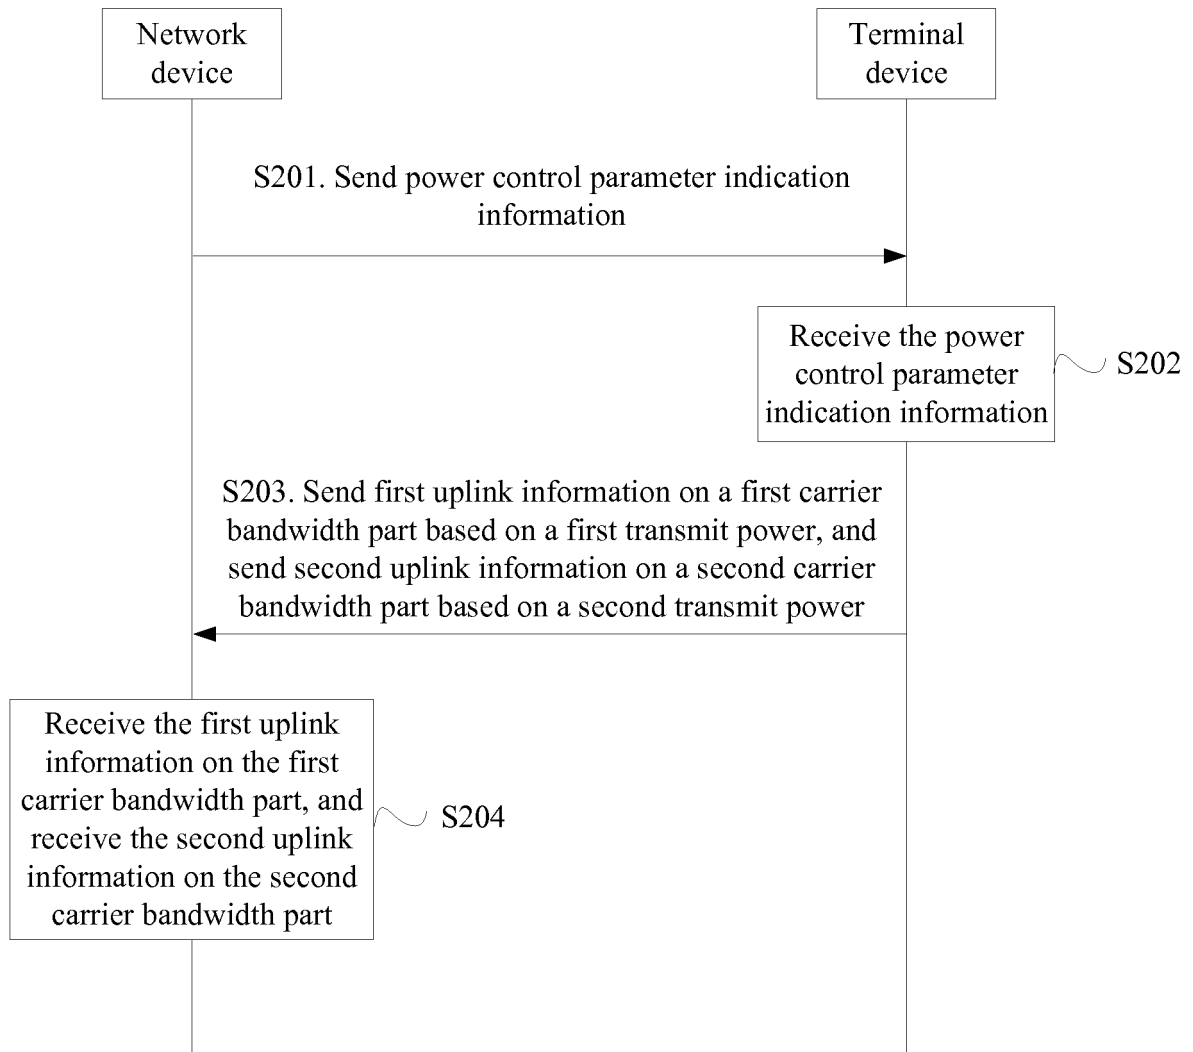 Network
device
Terminal
device
S201. Send power control parameter indication
information
Receive the power
control parameter
indication information
S202
S203. Send first uplink information on a first carrier
bandwidth part based on a first transmit power, and
send second uplink information on a second carrier
bandwidth part based on a second transmit power
Receive the first uplink
information on the first
carrier bandwidth part, and
receive the second uplink
information on the second
carrier bandwidth part
S204